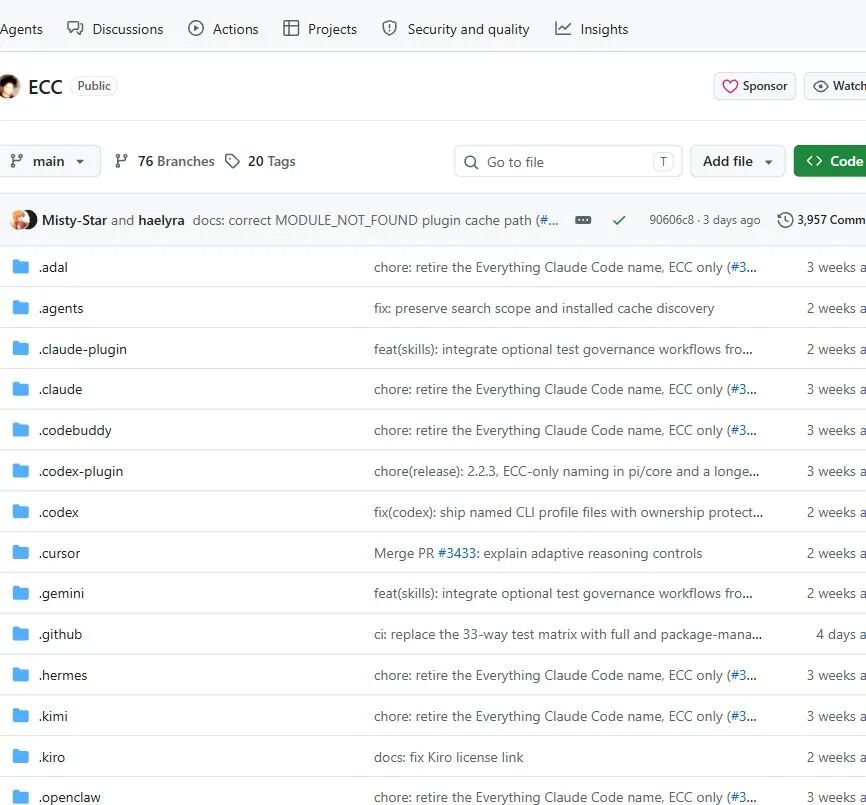 Agents Discussions Actions Projects Security and quality Insights
ECC Public Sponsor Watch
main 76 Branches 20 Tags Go to file T Add file Code
Misty-Star and haelyra docs: correct MODULE_NOT_FOUND plugin cache path (#... 90606c8 · 3 days ago 3,957 Comm
.adal chore: retire the Everything Claude Code name, ECC only (#3... 3 weeks a
.agents fix: preserve search scope and installed cache discovery 2 weeks a
.claude-plugin feat(skills): integrate optional test governance workflows fro... 2 weeks a
.claude chore: retire the Everything Claude Code name, ECC only (#3... 3 weeks a
.codebuddy chore: retire the Everything Claude Code name, ECC only (#3... 3 weeks a
.codex-plugin chore(release): 2.2.3, ECC-only naming in pi/core and a longe... 3 weeks a
.codex fix(codex): ship named CLI profile files with ownership protect... 2 weeks a
.cursor Merge PR #3433: explain adaptive reasoning controls 2 weeks a
.gemini feat(skills): integrate optional test governance workflows fro... 2 weeks a
.github ci: replace the 33-way test matrix with full and package-mana... 4 days a
.hermes chore: retire the Everything Claude Code name, ECC only (#3... 3 weeks a
.kimi chore: retire the Everything Claude Code name, ECC only (#3... 3 weeks a
.kiro docs: fix Kiro license link 2 weeks a
.openclaw chore: retire the Everything Claude Code name, ECC only (#3... 3 weeks a